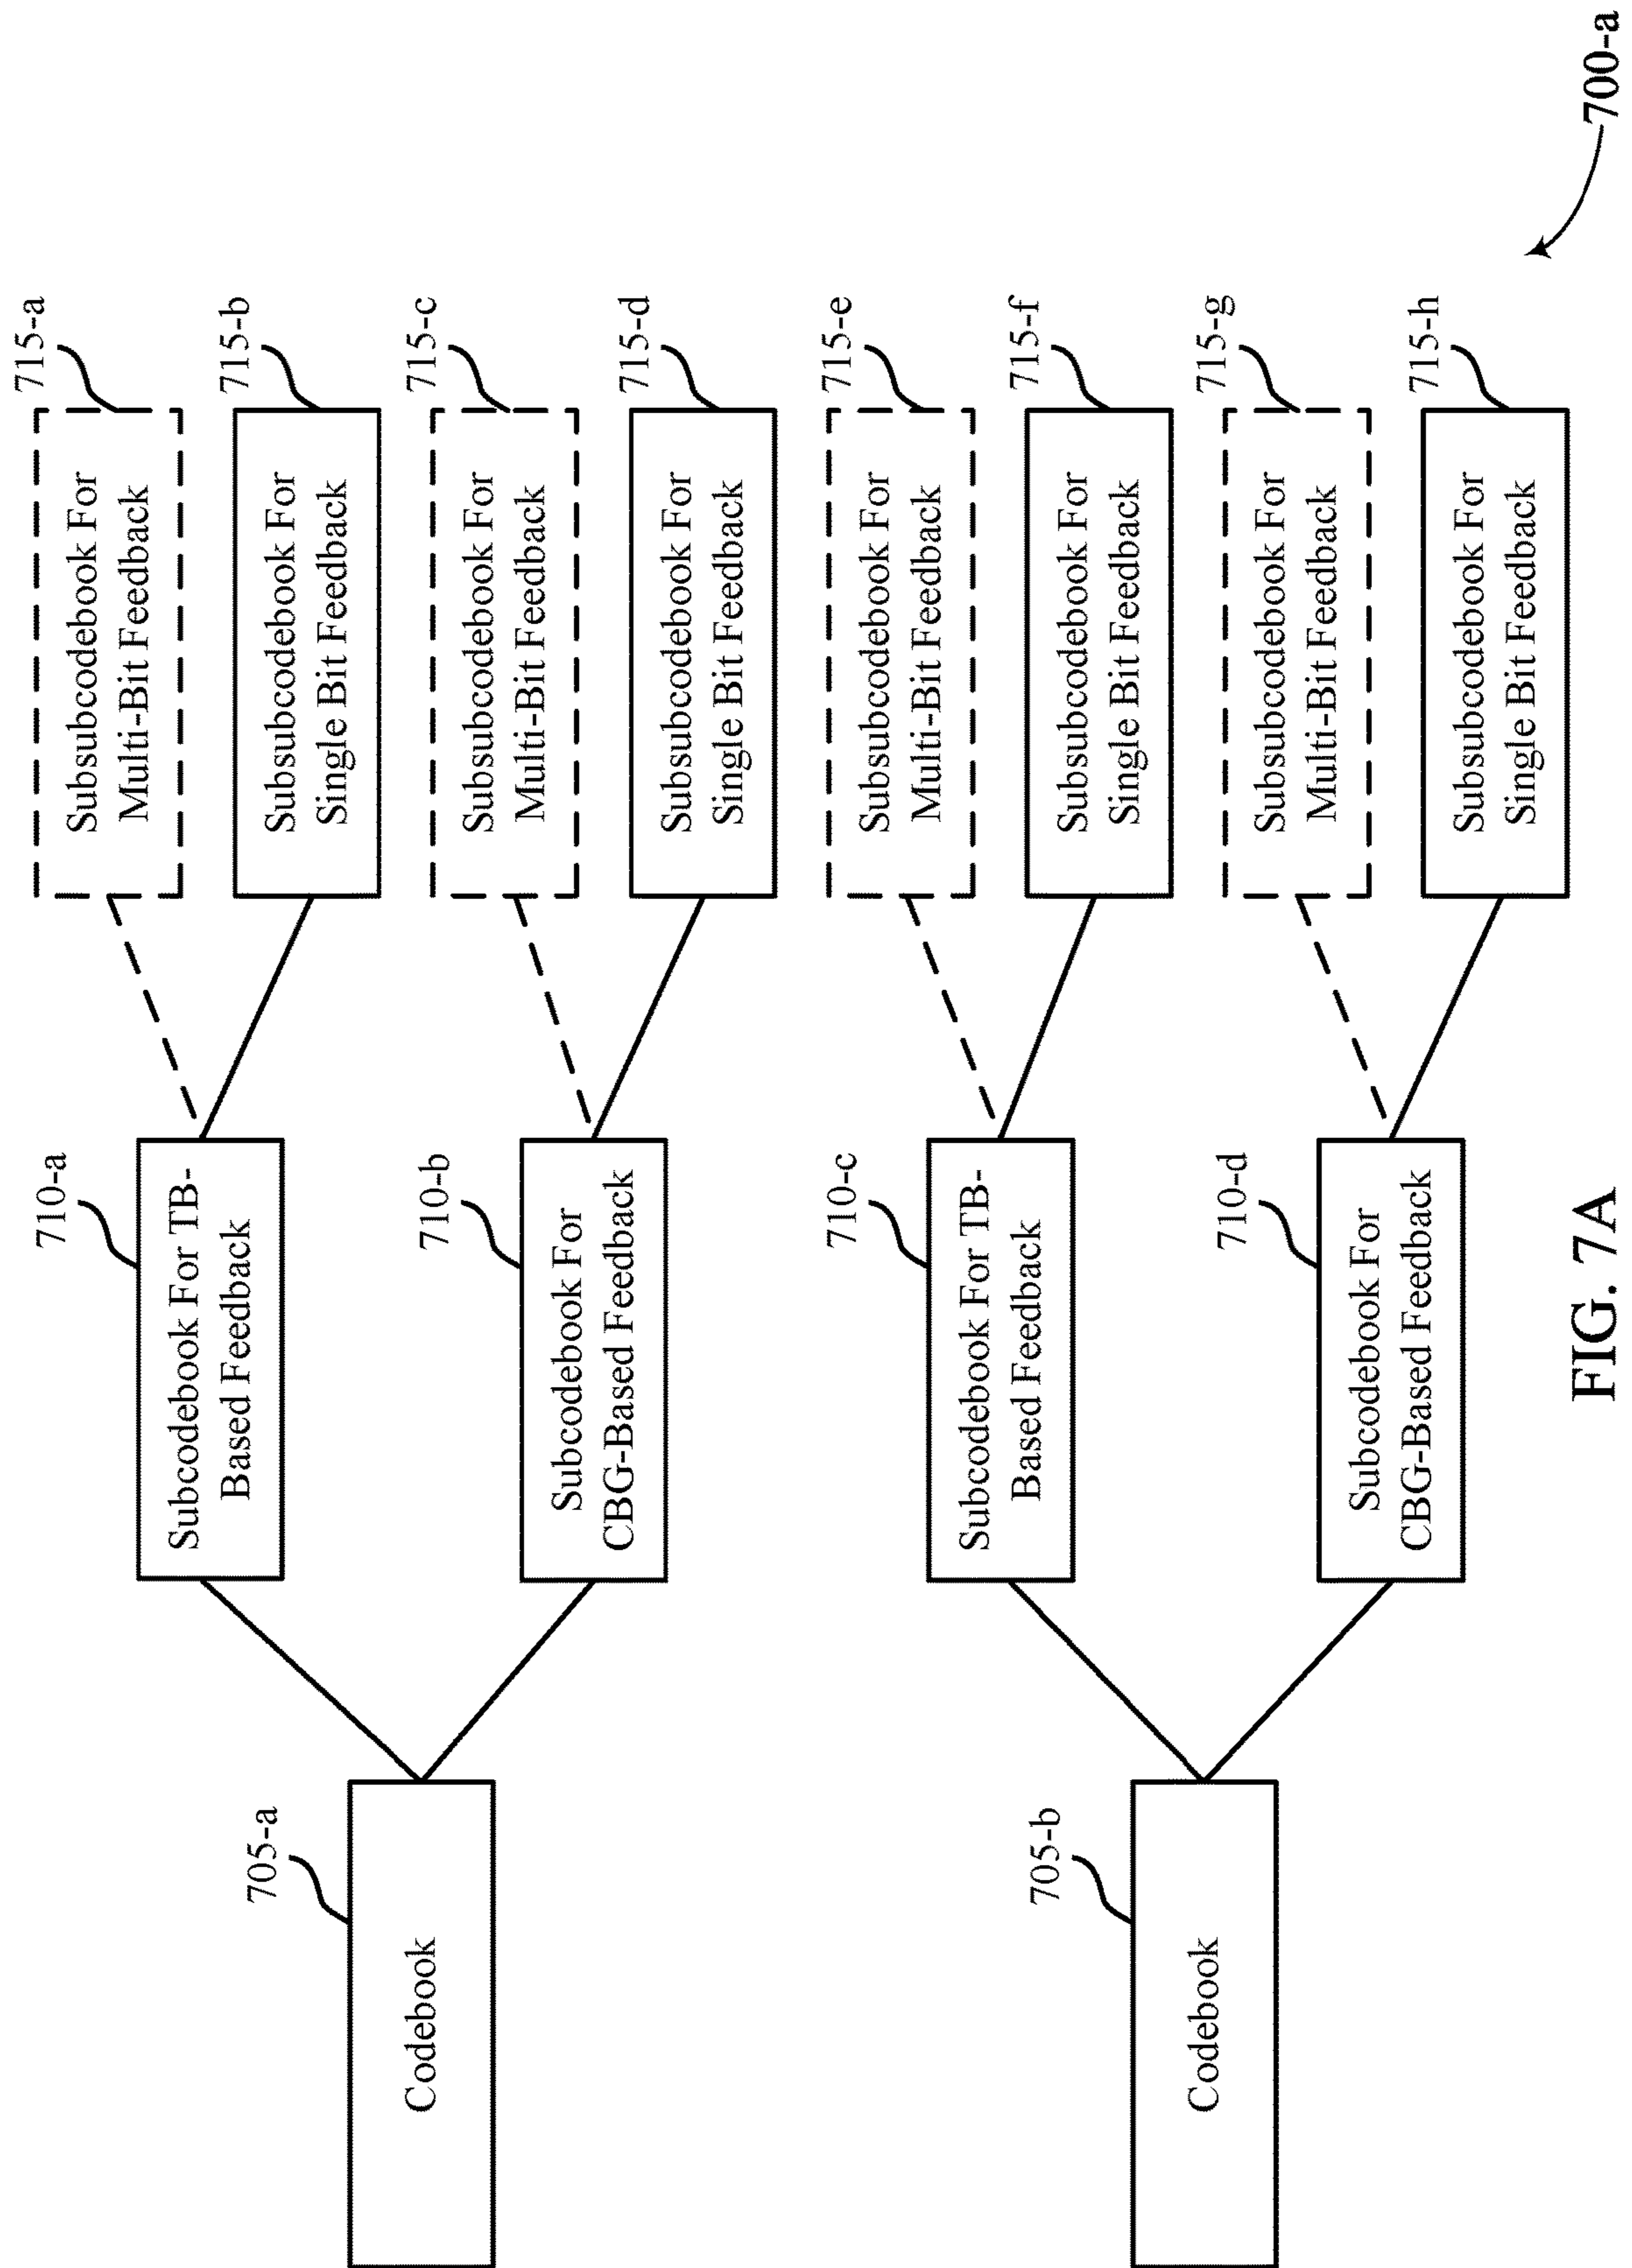 705-a
Codebook
710-a
Subcodebook For TB-
Based Feedback
710-b
Subcodebook For
CBG-Based Feedback
715-a
Subsubcodebook For
Multi-Bit Feedback
715-b
Subsubcodebook For
Single Bit Feedback
715-c
Subsubcodebook For
Multi-Bit Feedback
715-d
Subsubcodebook For
Single Bit Feedback
705-b
Codebook
710-c
Subcodebook For TB-
Based Feedback
710-d
Subcodebook For
CBG-Based Feedback
715-e
Subsubcodebook For
Multi-Bit Feedback
715-f
Subsubcodebook For
Single Bit Feedback
715-g
Subsubcodebook For
Multi-Bit Feedback
715-h
Subsubcodebook For
Single Bit Feedback
700-a
FIG. 7A